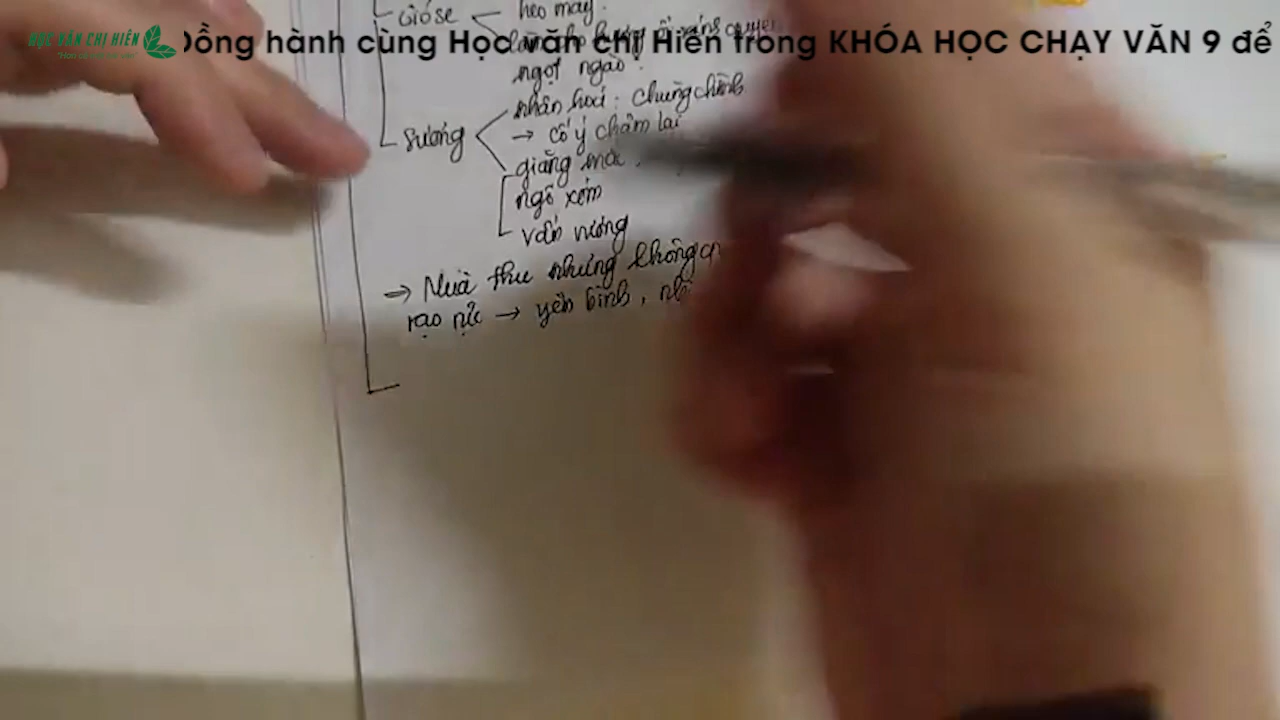 Gió se
heo may.
HỌC VĂN CHỊ HIÊN
Đồng hành cùng Học văn chị Hiên trong KHÓA HỌC CHẠY VĂN 9 để
ngọt ngào.
nhân hoá : chùng chình
Sương
→ cố ý chậm lại
giăng mắc
ngõ xóm
vấn vương
⇒ Mùa thu nhưng không
rạo rực → yên bình ,